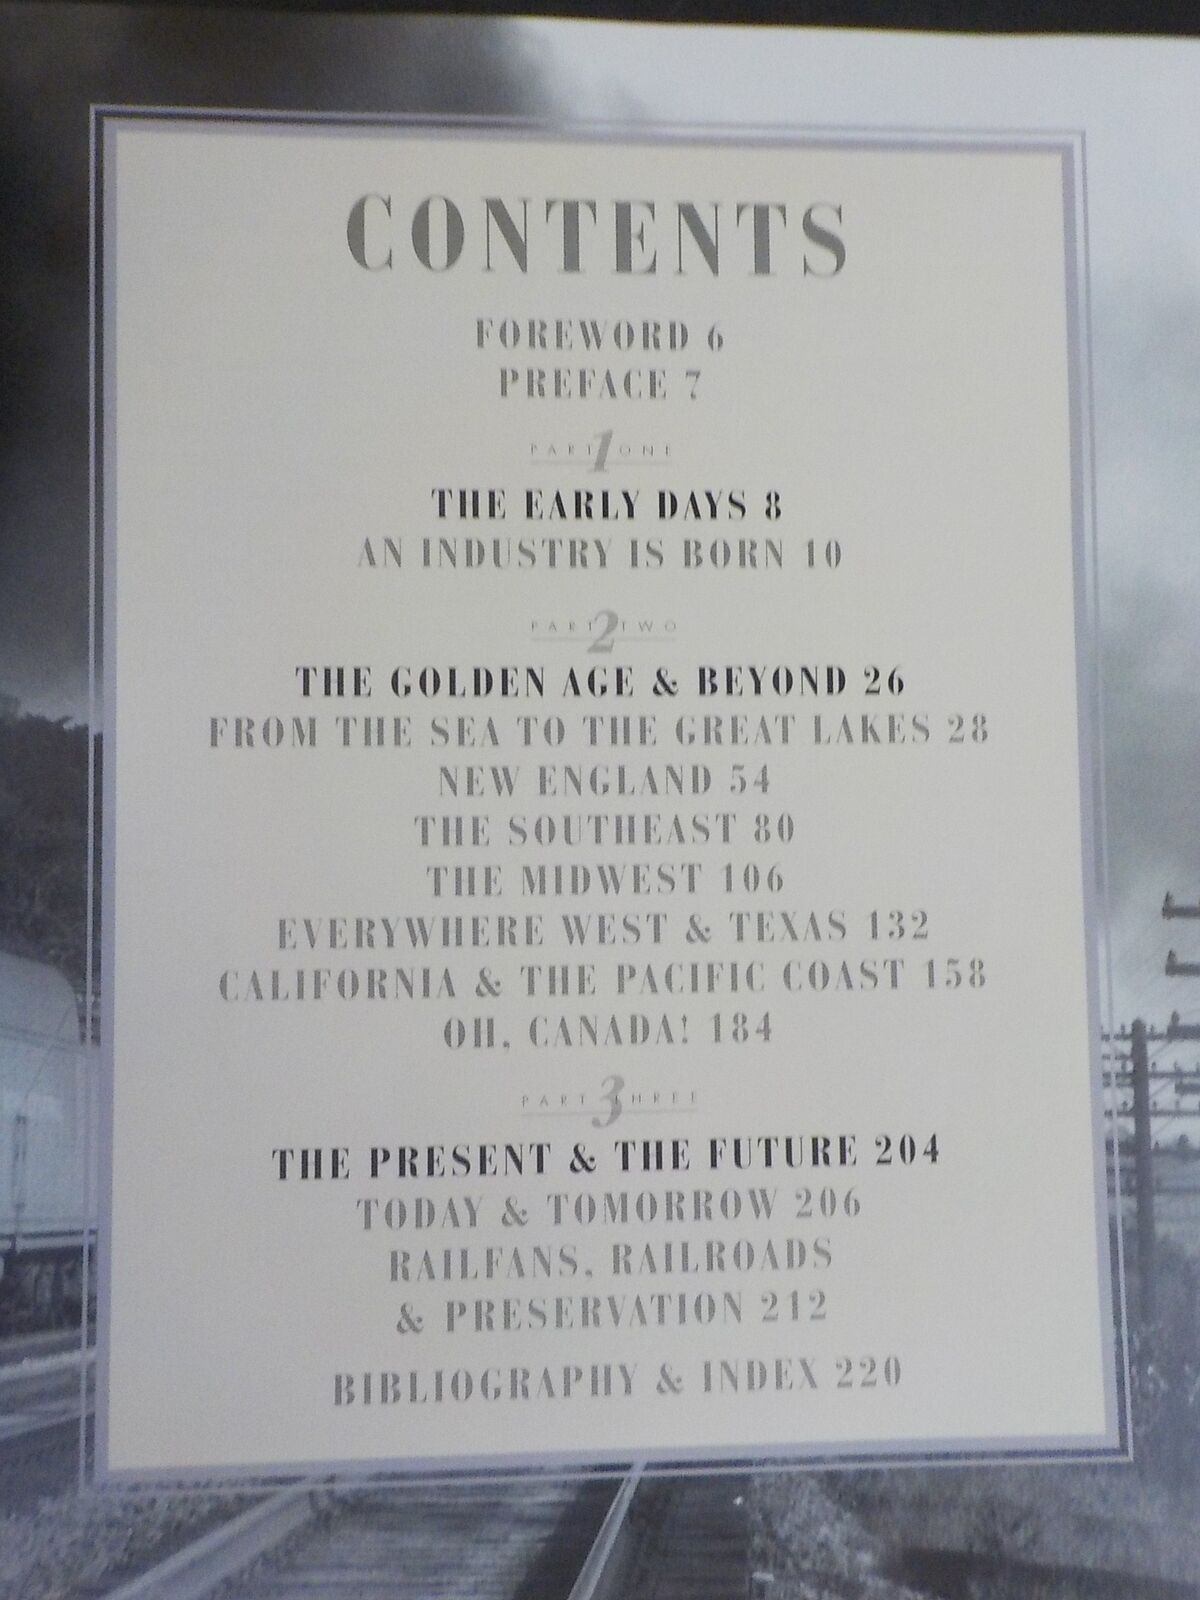 CONTENTS
FOREWORD 6
PREFACE 7
PART 1 ONE
THE EARLY DAYS 8
AN INDUSTRY IS BORN 10
PART 2 TWO
THE GOLDEN AGE & BEYOND 26
FROM THE SEA TO THE GREAT LAKES 28
NEW ENGLAND 54
THE SOUTHEAST 80
THE MIDWEST 106
EVERYWHERE WEST & TEXAS 132
CALIFORNIA & THE PACIFIC COAST 158
OH, CANADA! 184
PART 3 THREE
THE PRESENT & THE FUTURE 204
TODAY & TOMORROW 206
RAILFANS, RAILROADS
& PRESERVATION 212
BIBLIOGRAPHY & INDEX 220